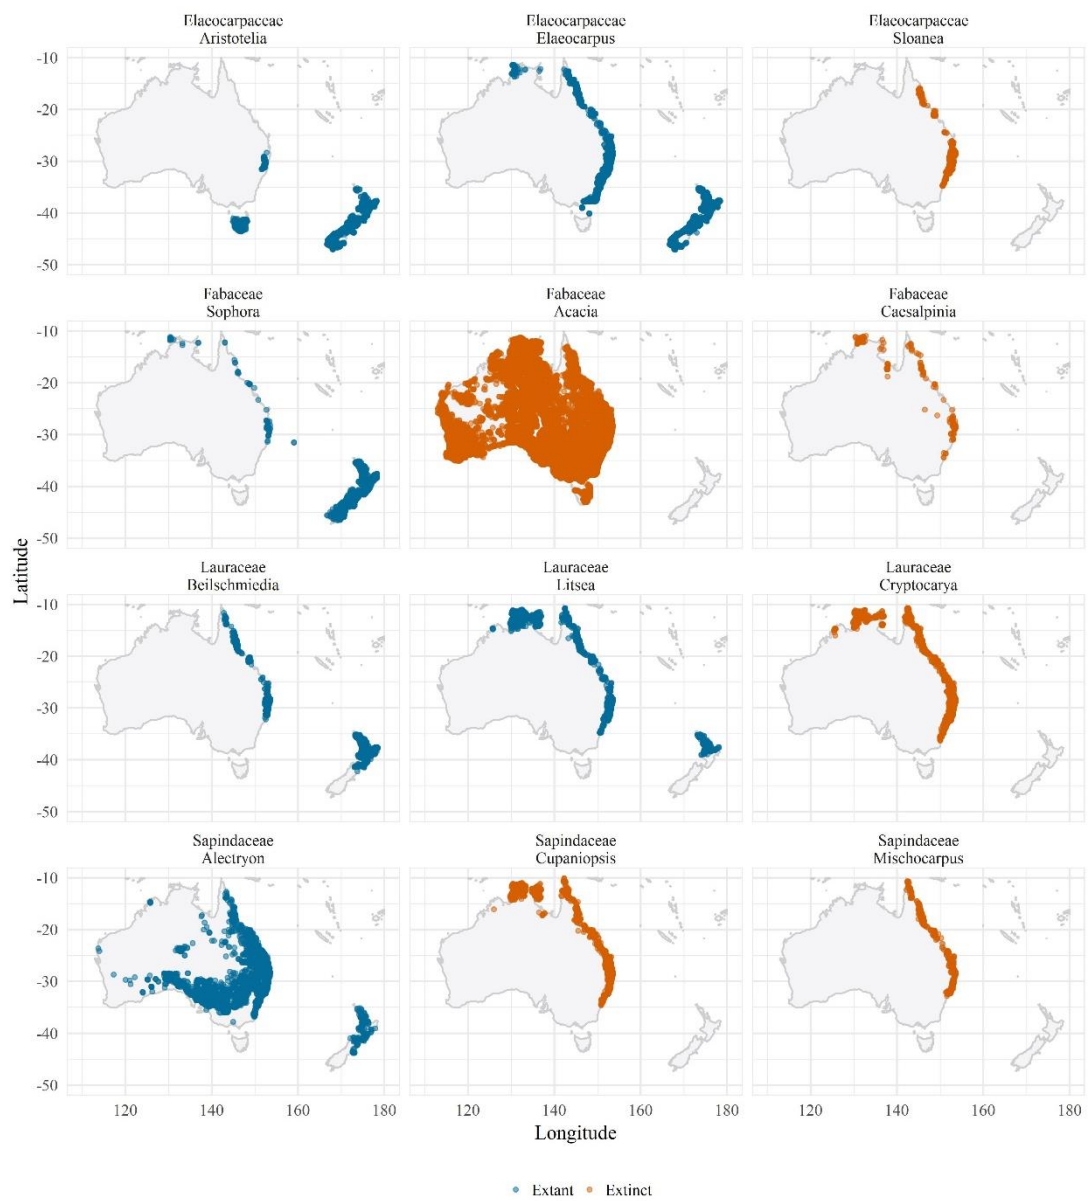 Elaeocarpaceae
Aristotelia
Elaeocarpaceae
Elaeocarpus
Elaeocarpaceae
Sloanea
-10
-20
-30
-40
-50
Fabaceae
Sophora
Fabaceae
Acacia
Fabaceae
Caesalpinia
-10
-20
-30
-40
-50
Latitude
Lauraceae
Beilschmiedia
Lauraceae
Litsea
Lauraceae
Cryptocarya
-10
-20
-30
-40
-50
Sapindaceae
Alectryon
Sapindaceae
Cupaniopsis
Sapindaceae
Mischocarpus
-10
-20
-30
-40
-50
120 140 160 180 120 140 160 180 120 140 160 180
Longitude
Extant Extinct